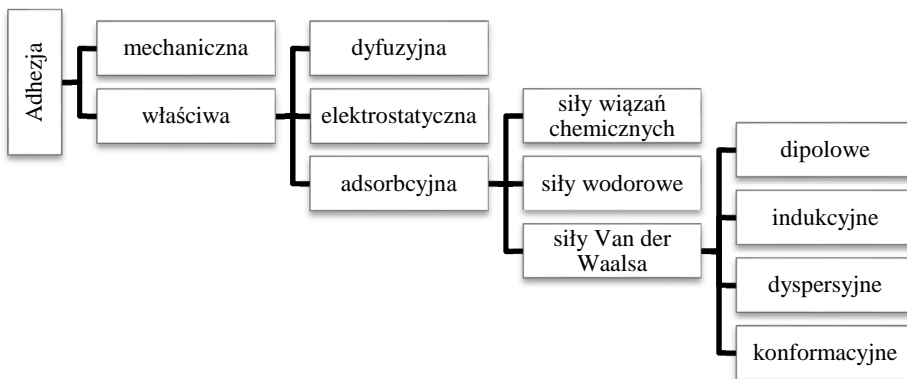 Adhezja
mechaniczna
właściwa
dyfuzyjna
elektrostatyczna
adsorbcyjna
siły wiązań
chemicznych
siły wodorowe
siły Van der
Waalsa
dipolowe
indukcyjne
dyspersyjne
konformacyjne